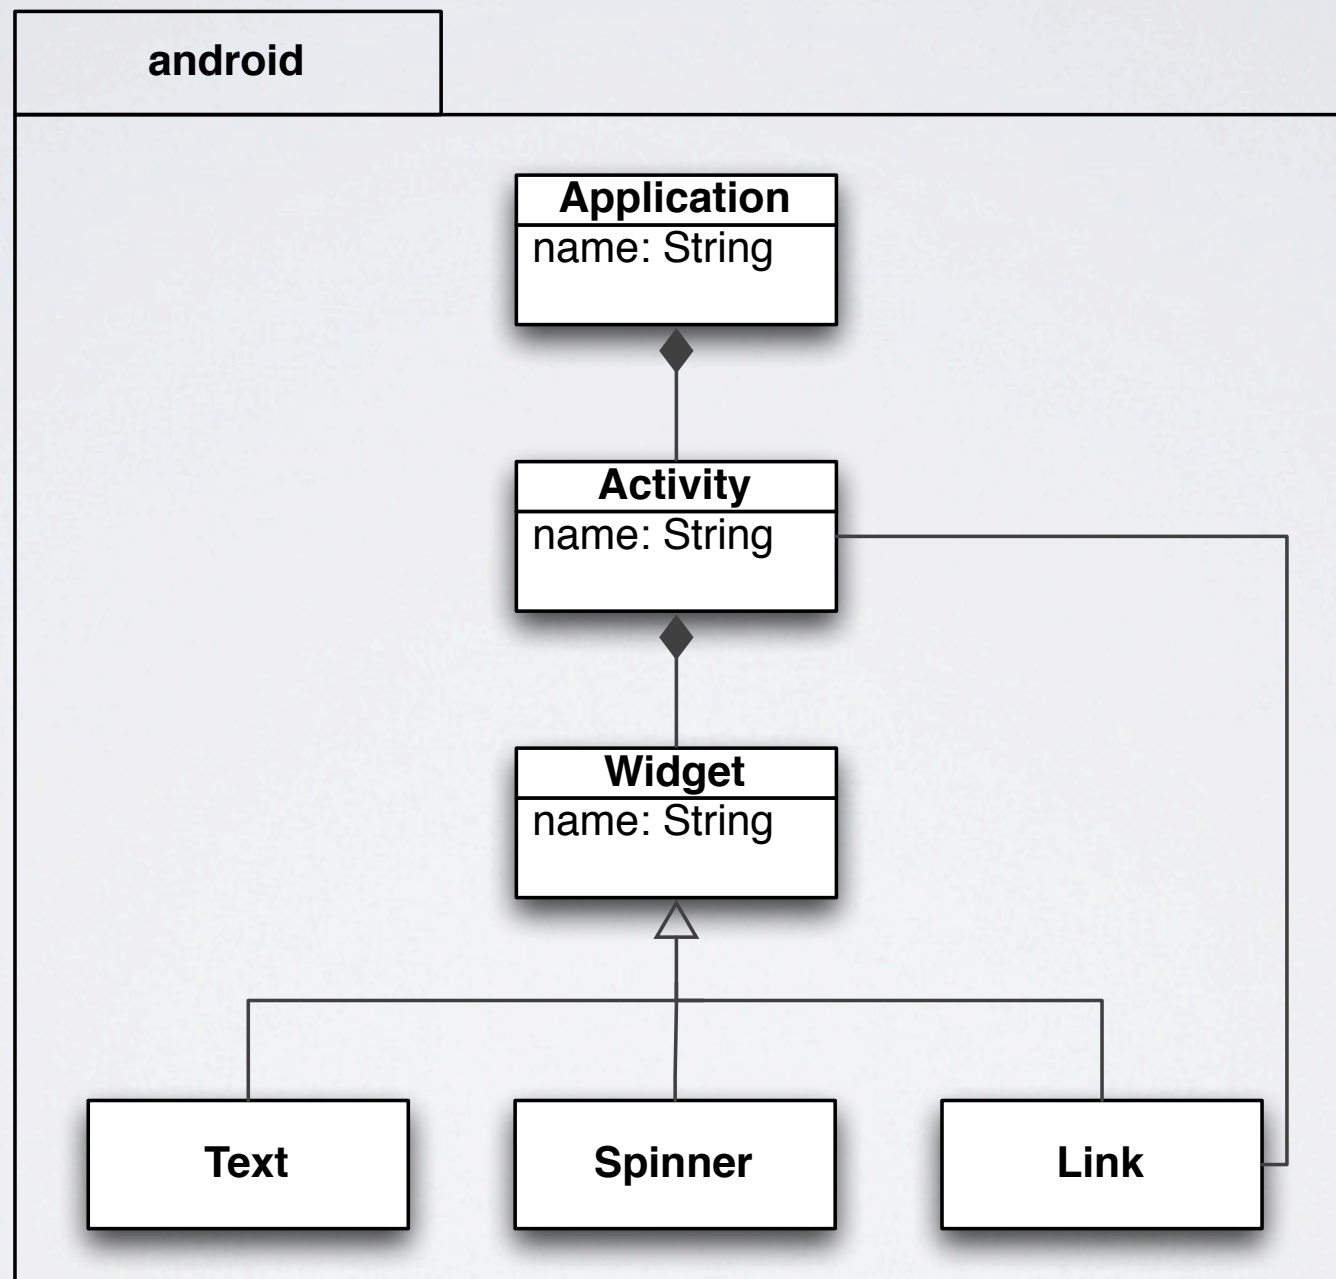 android
Application
name: String
Activity
name: String
Widget
name: String
Text
Spinner
Link